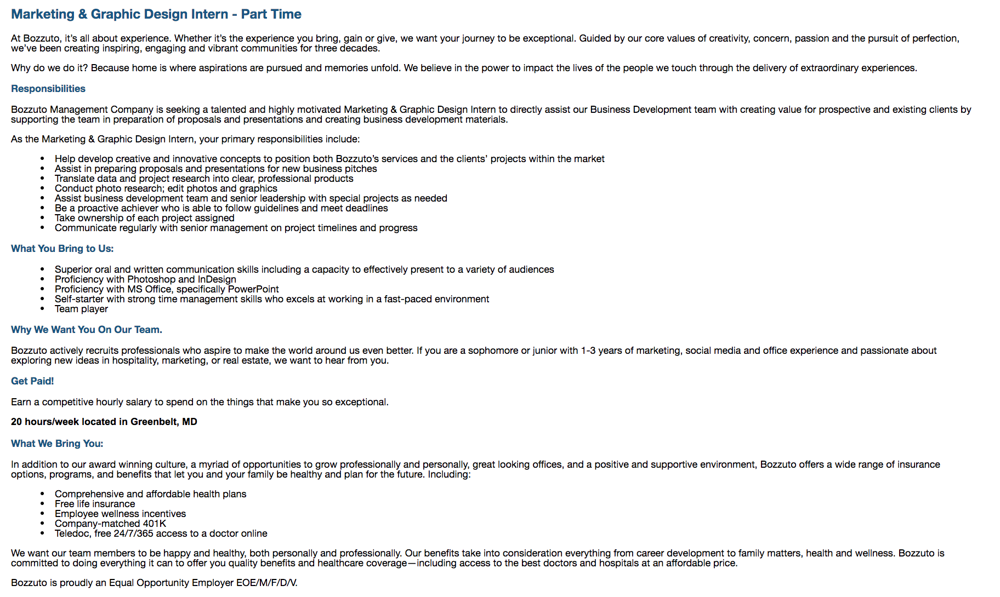 Marketing & Graphic Design Intern - Part Time
At Bozzuto, it’s all about experience. Whether it’s the experience you bring, gain or give, we want your journey to be exceptional. Guided by our core values of creativity, concern, passion and the pursuit of perfection,
we’ve been creating inspiring, engaging and vibrant communities for three decades.
Why do we do it? Because home is where aspirations are pursued and memories unfold. We believe in the power to impact the lives of the people we touch through the delivery of extraordinary experiences.
Responsibilities
Bozzuto Management Company is seeking a talented and highly motivated Marketing & Graphic Design Intern to directly assist our Business Development team with creating value for prospective and existing clients by
supporting the team in preparation of proposals and presentations and creating business development materials.
As the Marketing & Graphic Design Intern, your primary responsibilities include:
• Help develop creative and innovative concepts to position both Bozzuto’s services and the clients’ projects within the market
• Assist in preparing proposals and presentations for new business pitches
• Translate data and project research into clear, professional products
• Conduct photo research; edit photos and graphics
• Assist business development team and senior leadership with special projects as needed
• Be a proactive achiever who is able to follow guidelines and meet deadlines
• Take ownership of each project assigned
• Communicate regularly with senior management on project timelines and progress
What You Bring to Us:
• Superior oral and written communication skills including a capacity to effectively present to a variety of audiences
• Proficiency with Photoshop and InDesign
• Proficiency with MS Office, specifically PowerPoint
• Self-starter with strong time management skills who excels at working in a fast-paced environment
• Team player
Why We Want You On Our Team.
Bozzuto actively recruits professionals who aspire to make the world around us even better. If you are a sophomore or junior with 1-3 years of marketing, social media and office experience and passionate about
exploring new ideas in hospitality, marketing, or real estate, we want to hear from you.
Get Paid!
Earn a competitive hourly salary to spend on the things that make you so exceptional.
20 hours/week located in Greenbelt, MD
What We Bring You:
In addition to our award winning culture, a myriad of opportunities to grow professionally and personally, great looking offices, and a positive and supportive environment, Bozzuto offers a wide range of insurance
options, programs, and benefits that let you and your family be healthy and plan for the future. Including:
• Comprehensive and affordable health plans
• Free life insurance
• Employee wellness incentives
• Company-matched 401K
• Teledoc, free 24/7/365 access to a doctor online
We want our team members to be happy and healthy, both personally and professionally. Our benefits take into consideration everything from career development to family matters, health and wellness. Bozzuto is
committed to doing everything it can to offer you quality benefits and healthcare coverage—including access to the best doctors and hospitals at an affordable price.
Bozzuto is proudly an Equal Opportunity Employer EOE/M/F/D/V.